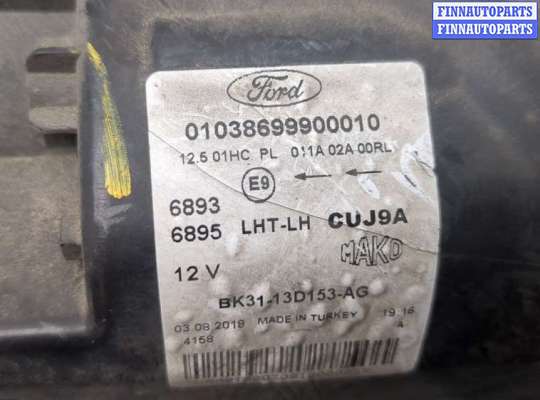 FINNAUTOPARTS
FINNAUTOPARTS.RU
Ford
01038699900010
12.5 01HC PL 011A 02A 00RL
E9
6893
6895 LHT-LH CUJ9A
MAKO
12 V
BK31-13D153-AG
03.08.2019 MADE IN TURKEY 19 16
4158 A